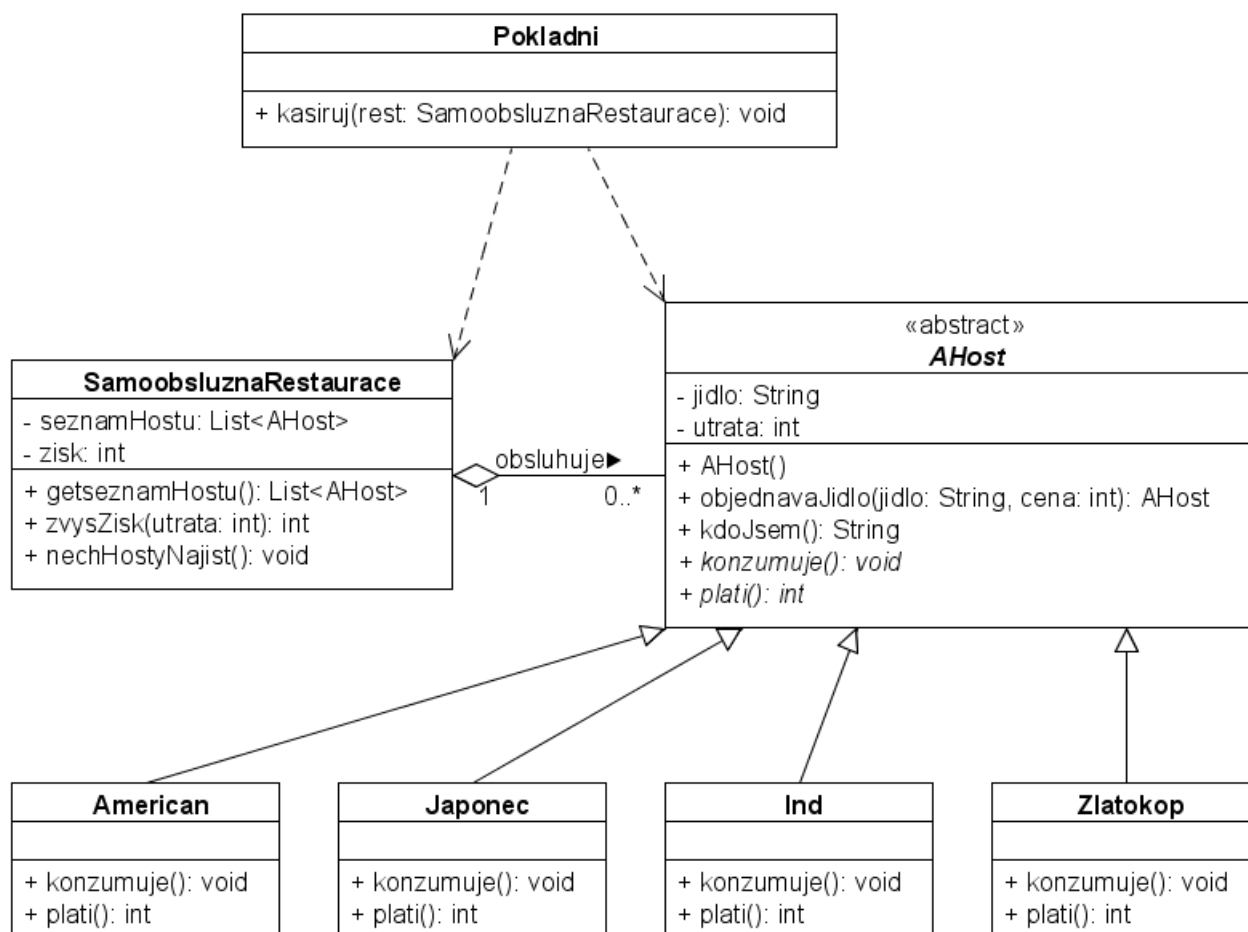 Pokladni
+ kasiruj(rest: SamoobsluznaRestaurace): void
SamoobsluznaRestaurace
- seznamHostu: List<AHost>
- zisk: int
+ getseznamHostu(): List<AHost>
+ zvysZisk(utrata: int): int
+ nechHostyNajist(): void
obsluhuje▶
1
0..*
«abstract»
AHost
- jidlo: String
- utrata: int
+ AHost()
+ objednavaJidlo(jidlo: String, cena: int): AHost
+ kdoJsem(): String
+ konzumuje(): void
+ plati(): int
American
+ konzumuje(): void
+ plati(): int
Japonec
+ konzumuje(): void
+ plati(): int
Ind
+ konzumuje(): void
+ plati(): int
Zlatokop
+ konzumuje(): void
+ plati(): int